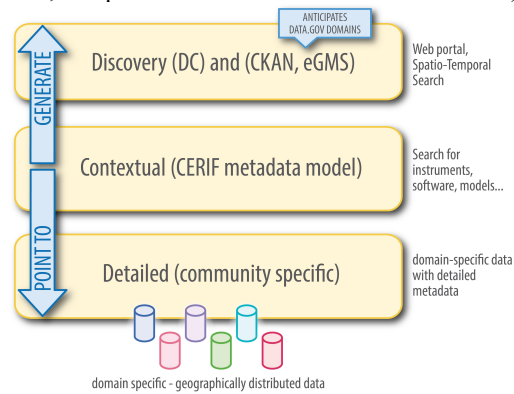 ANTICIPATES
DATA.GOV DOMAINS
Discovery (DC) and (CKAN, eGMS)
Web portal,
Spatio-Temporal
Search
GENERATE
Contextual (CERIF metadata model)
Search for
instruments,
software, models...
POINT TO
Detailed (community specific)
domain-specific data
with detailed
metadata
domain specific - geographically distributed data